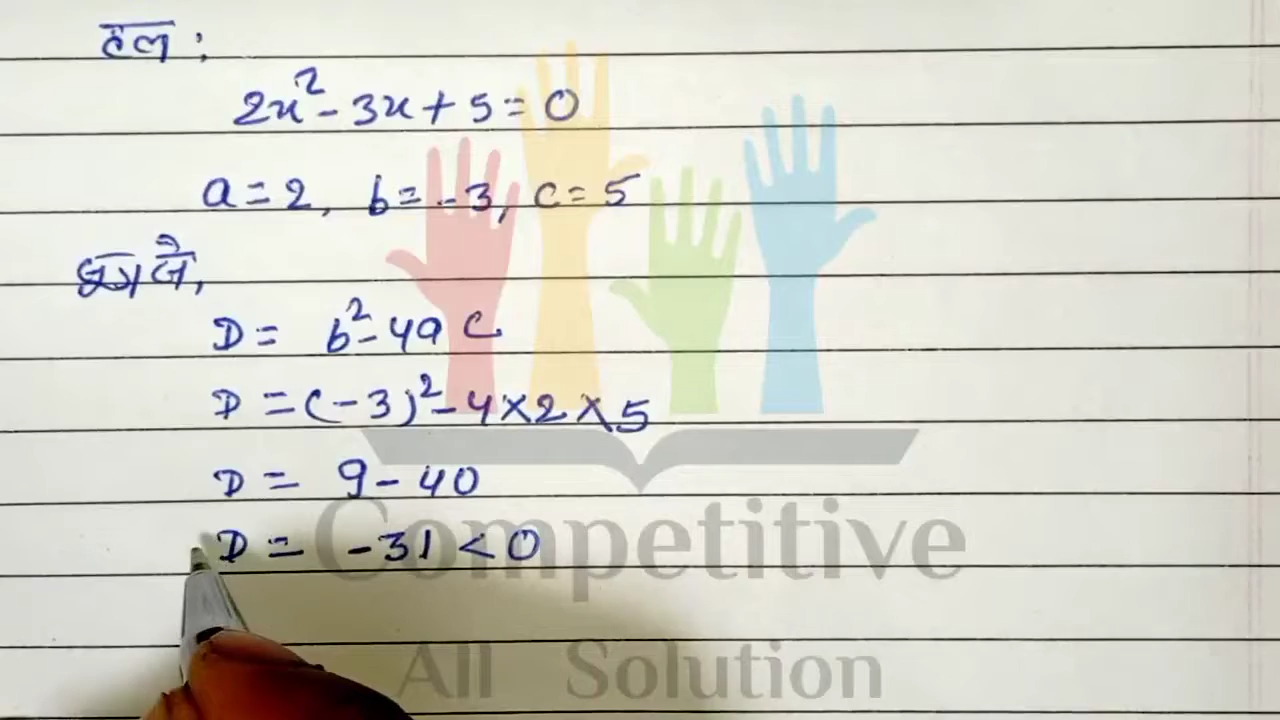 हल :
2x² - 3x + 5 = 0
a = 2, b = -3, c = 5
D = b² - 4ac
D = (-3)² - 4 × 2 × 5
D = 9 - 40
D = -31 < 0
Competitive
All Solution